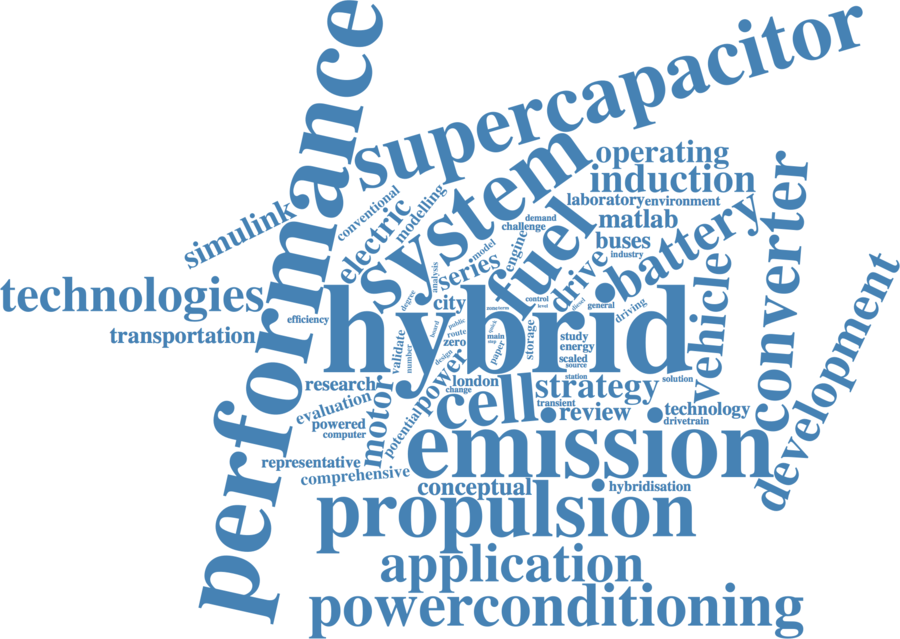 performance
supercapacitor
system
operating
induction
conventional
modelling
electric
laboratory
environment
simulink
demand
challenge
matlab
fuel
battery
converter
buses
engine
model
industry
series
analysis
drive
vehicle
technologies
hybrid
degree
city
control
level
diesel
general
driving
development
efficiency
transportation
board
public
route
zero
validate
number
design
main
paper
storage
study
energy
scaled
source
station
solution
research
power
london
change
strategy
evaluation
motor
cell
transient
review
technology
drivetrain
powered
computer
potential
emission
representative
comprehensive
conceptual
hybridisation
propulsion
application
powerconditioning